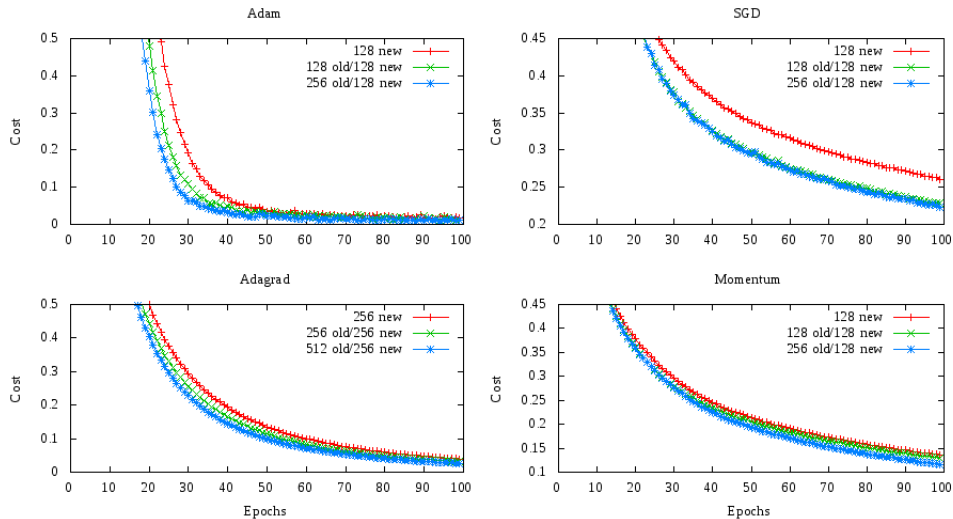 Adam
Cost
0.5
0.4
0.3
0.2
0.1
0
128 new
128 old/128 new
256 old/128 new
0 10 20 30 40 50 60 70 80 90 100
SGD
Cost
0.45
0.4
0.35
0.3
0.25
0.2
128 new
128 old/128 new
256 old/128 new
0 10 20 30 40 50 60 70 80 90 100
Adagrad
Cost
0.5
0.4
0.3
0.2
0.1
0
256 new
256 old/256 new
512 old/256 new
0 10 20 30 40 50 60 70 80 90 100
Epochs
Momentum
Cost
0.45
0.4
0.35
0.3
0.25
0.2
0.15
0.1
128 new
128 old/128 new
256 old/128 new
0 10 20 30 40 50 60 70 80 90 100
Epochs